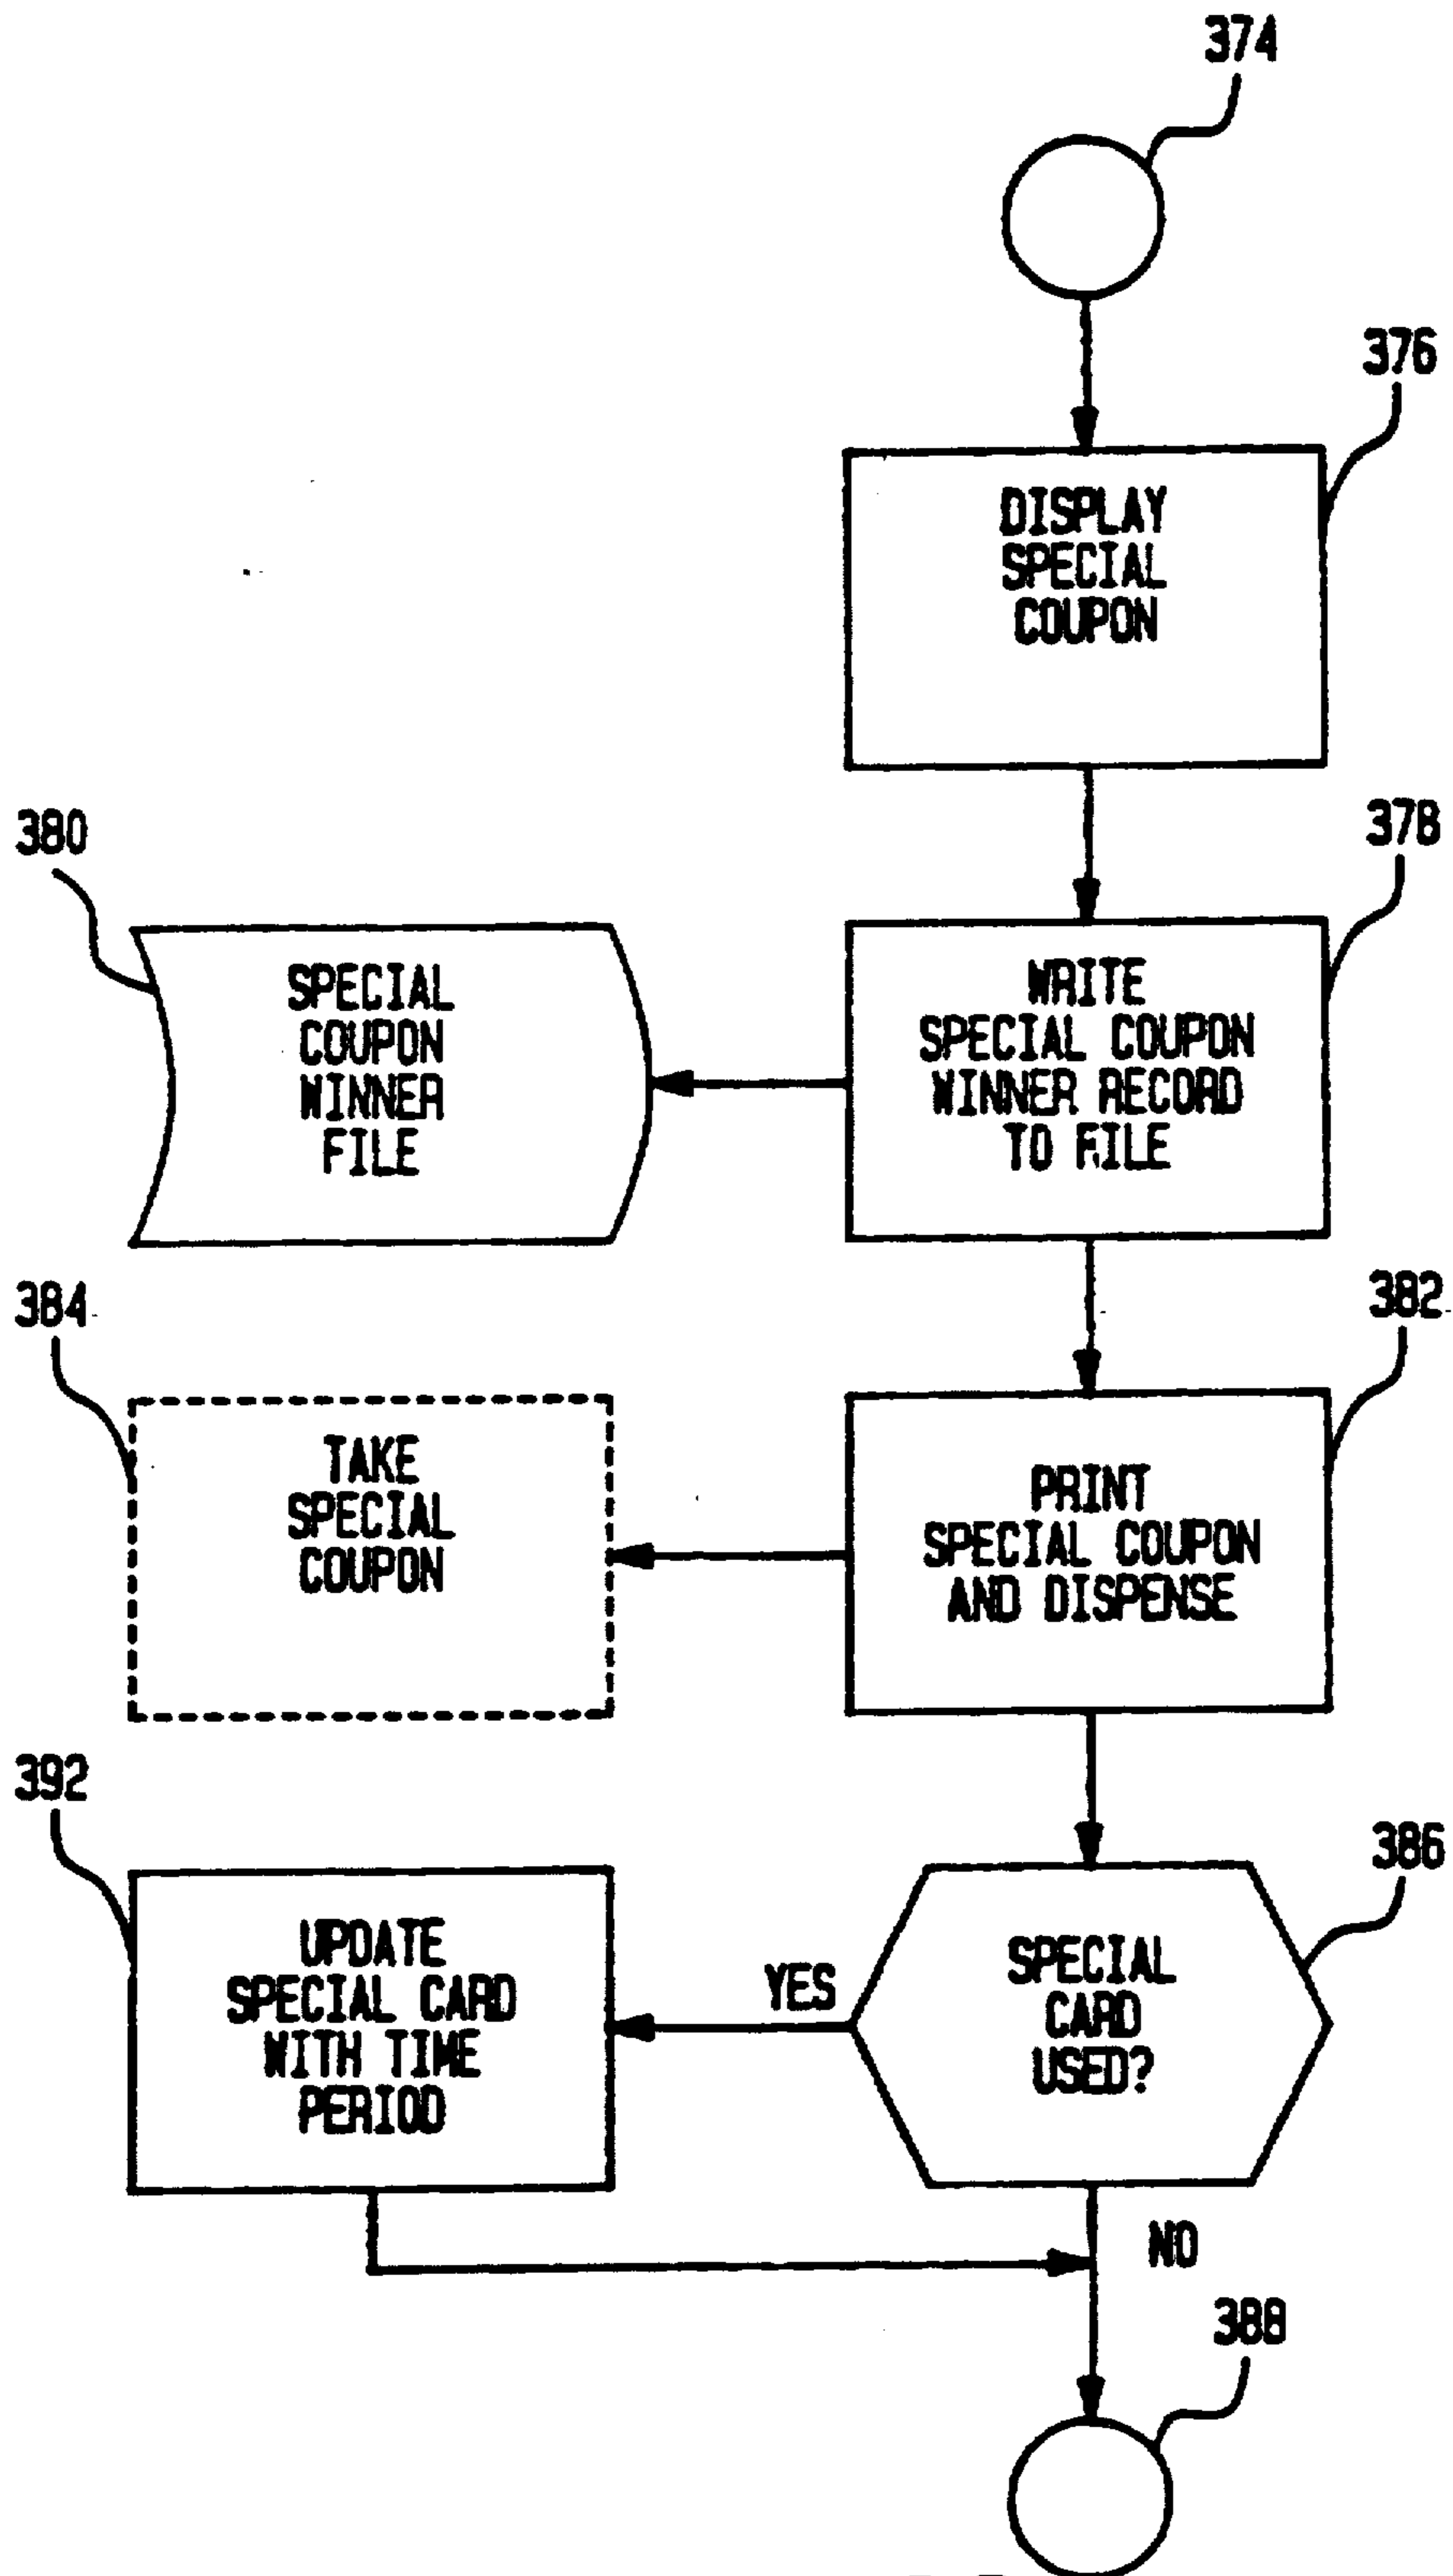 374
376
DISPLAY
SPECIAL
COUPON
378
380
SPECIAL
COUPON
WINNER
FILE
WRITE
SPECIAL COUPON
WINNER RECORD
TO FILE
382
384
TAKE
SPECIAL
COUPON
PRINT
SPECIAL COUPON
AND DISPENSE
386
392
UPDATE
SPECIAL CARD
WITH TIME
PERIOD
YES
SPECIAL
CARD
USED?
NO
388